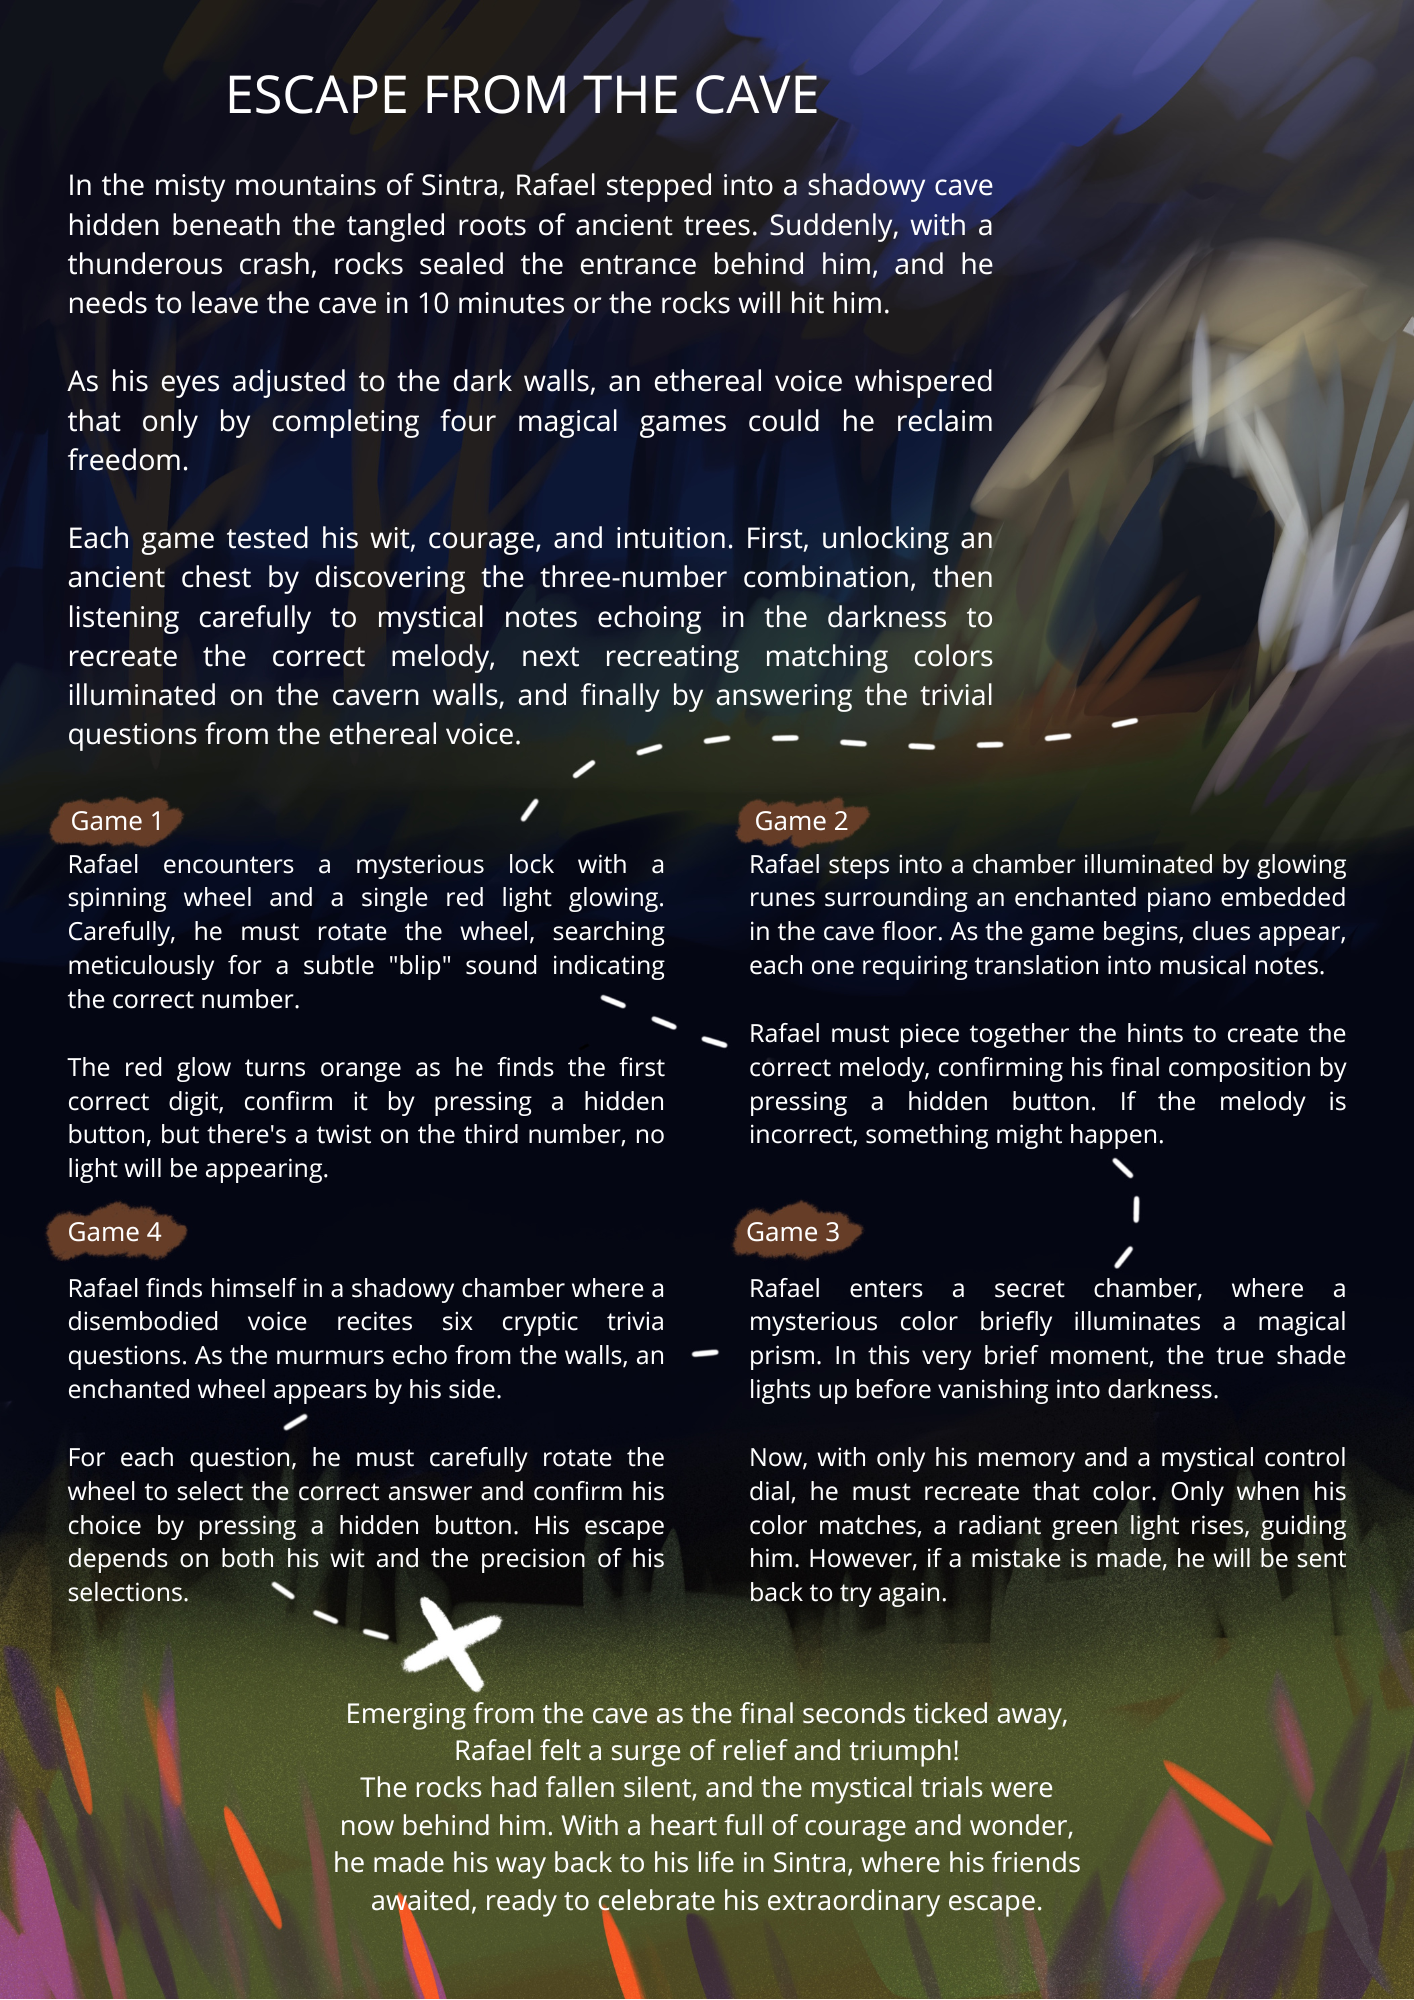 ESCAPE FROM THE CAVE
In the misty mountains of Sintra, Rafael stepped into a shadowy cave
hidden beneath the tangled roots of ancient trees. Suddenly, with a
thunderous crash, rocks sealed the entrance behind him, and he
needs to leave the cave in 10 minutes or the rocks will hit him.
As his eyes adjusted to the dark walls, an ethereal voice whispered
that only by completing four magical games could he reclaim
freedom.
Each game tested his wit, courage, and intuition. First, unlocking an
ancient chest by discovering the three-number combination, then
listening carefully to mystical notes echoing in the darkness to
recreate the correct melody, next recreating matching colors
illuminated on the cavern walls, and finally by answering the trivial
questions from the ethereal voice.
Game 1
Rafael encounters a mysterious lock with a
spinning wheel and a single red light glowing.
Carefully, he must rotate the wheel, searching
meticulously for a subtle "blip" sound indicating
the correct number.
The red glow turns orange as he finds the first
correct digit, confirm it by pressing a hidden
button, but there's a twist on the third number, no
light will be appearing.
Game 2
Rafael steps into a chamber illuminated by glowing
runes surrounding an enchanted piano embedded
in the cave floor. As the game begins, clues appear,
each one requiring translation into musical notes.
Rafael must piece together the hints to create the
correct melody, confirming his final composition by
pressing a hidden button. If the melody is
incorrect, something might happen.
Game 3
Rafael enters a secret chamber, where a
mysterious color briefly illuminates a magical
prism. In this very brief moment, the true shade
lights up before vanishing into darkness.
Now, with only his memory and a mystical control
dial, he must recreate that color. Only when his
color matches, a radiant green light rises, guiding
him. However, if a mistake is made, he will be sent
back to try again.
Game 4
Rafael finds himself in a shadowy chamber where a
disembodied voice recites six cryptic trivia
questions. As the murmurs echo from the walls, an
enchanted wheel appears by his side.
For each question, he must carefully rotate the
wheel to select the correct answer and confirm his
choice by pressing a hidden button. His escape
depends on both his wit and the precision of his
selections.
Emerging from the cave as the final seconds ticked away,
Rafael felt a surge of relief and triumph!
The rocks had fallen silent, and the mystical trials were
now behind him. With a heart full of courage and wonder,
he made his way back to his life in Sintra, where his friends
awaited, ready to celebrate his extraordinary escape.